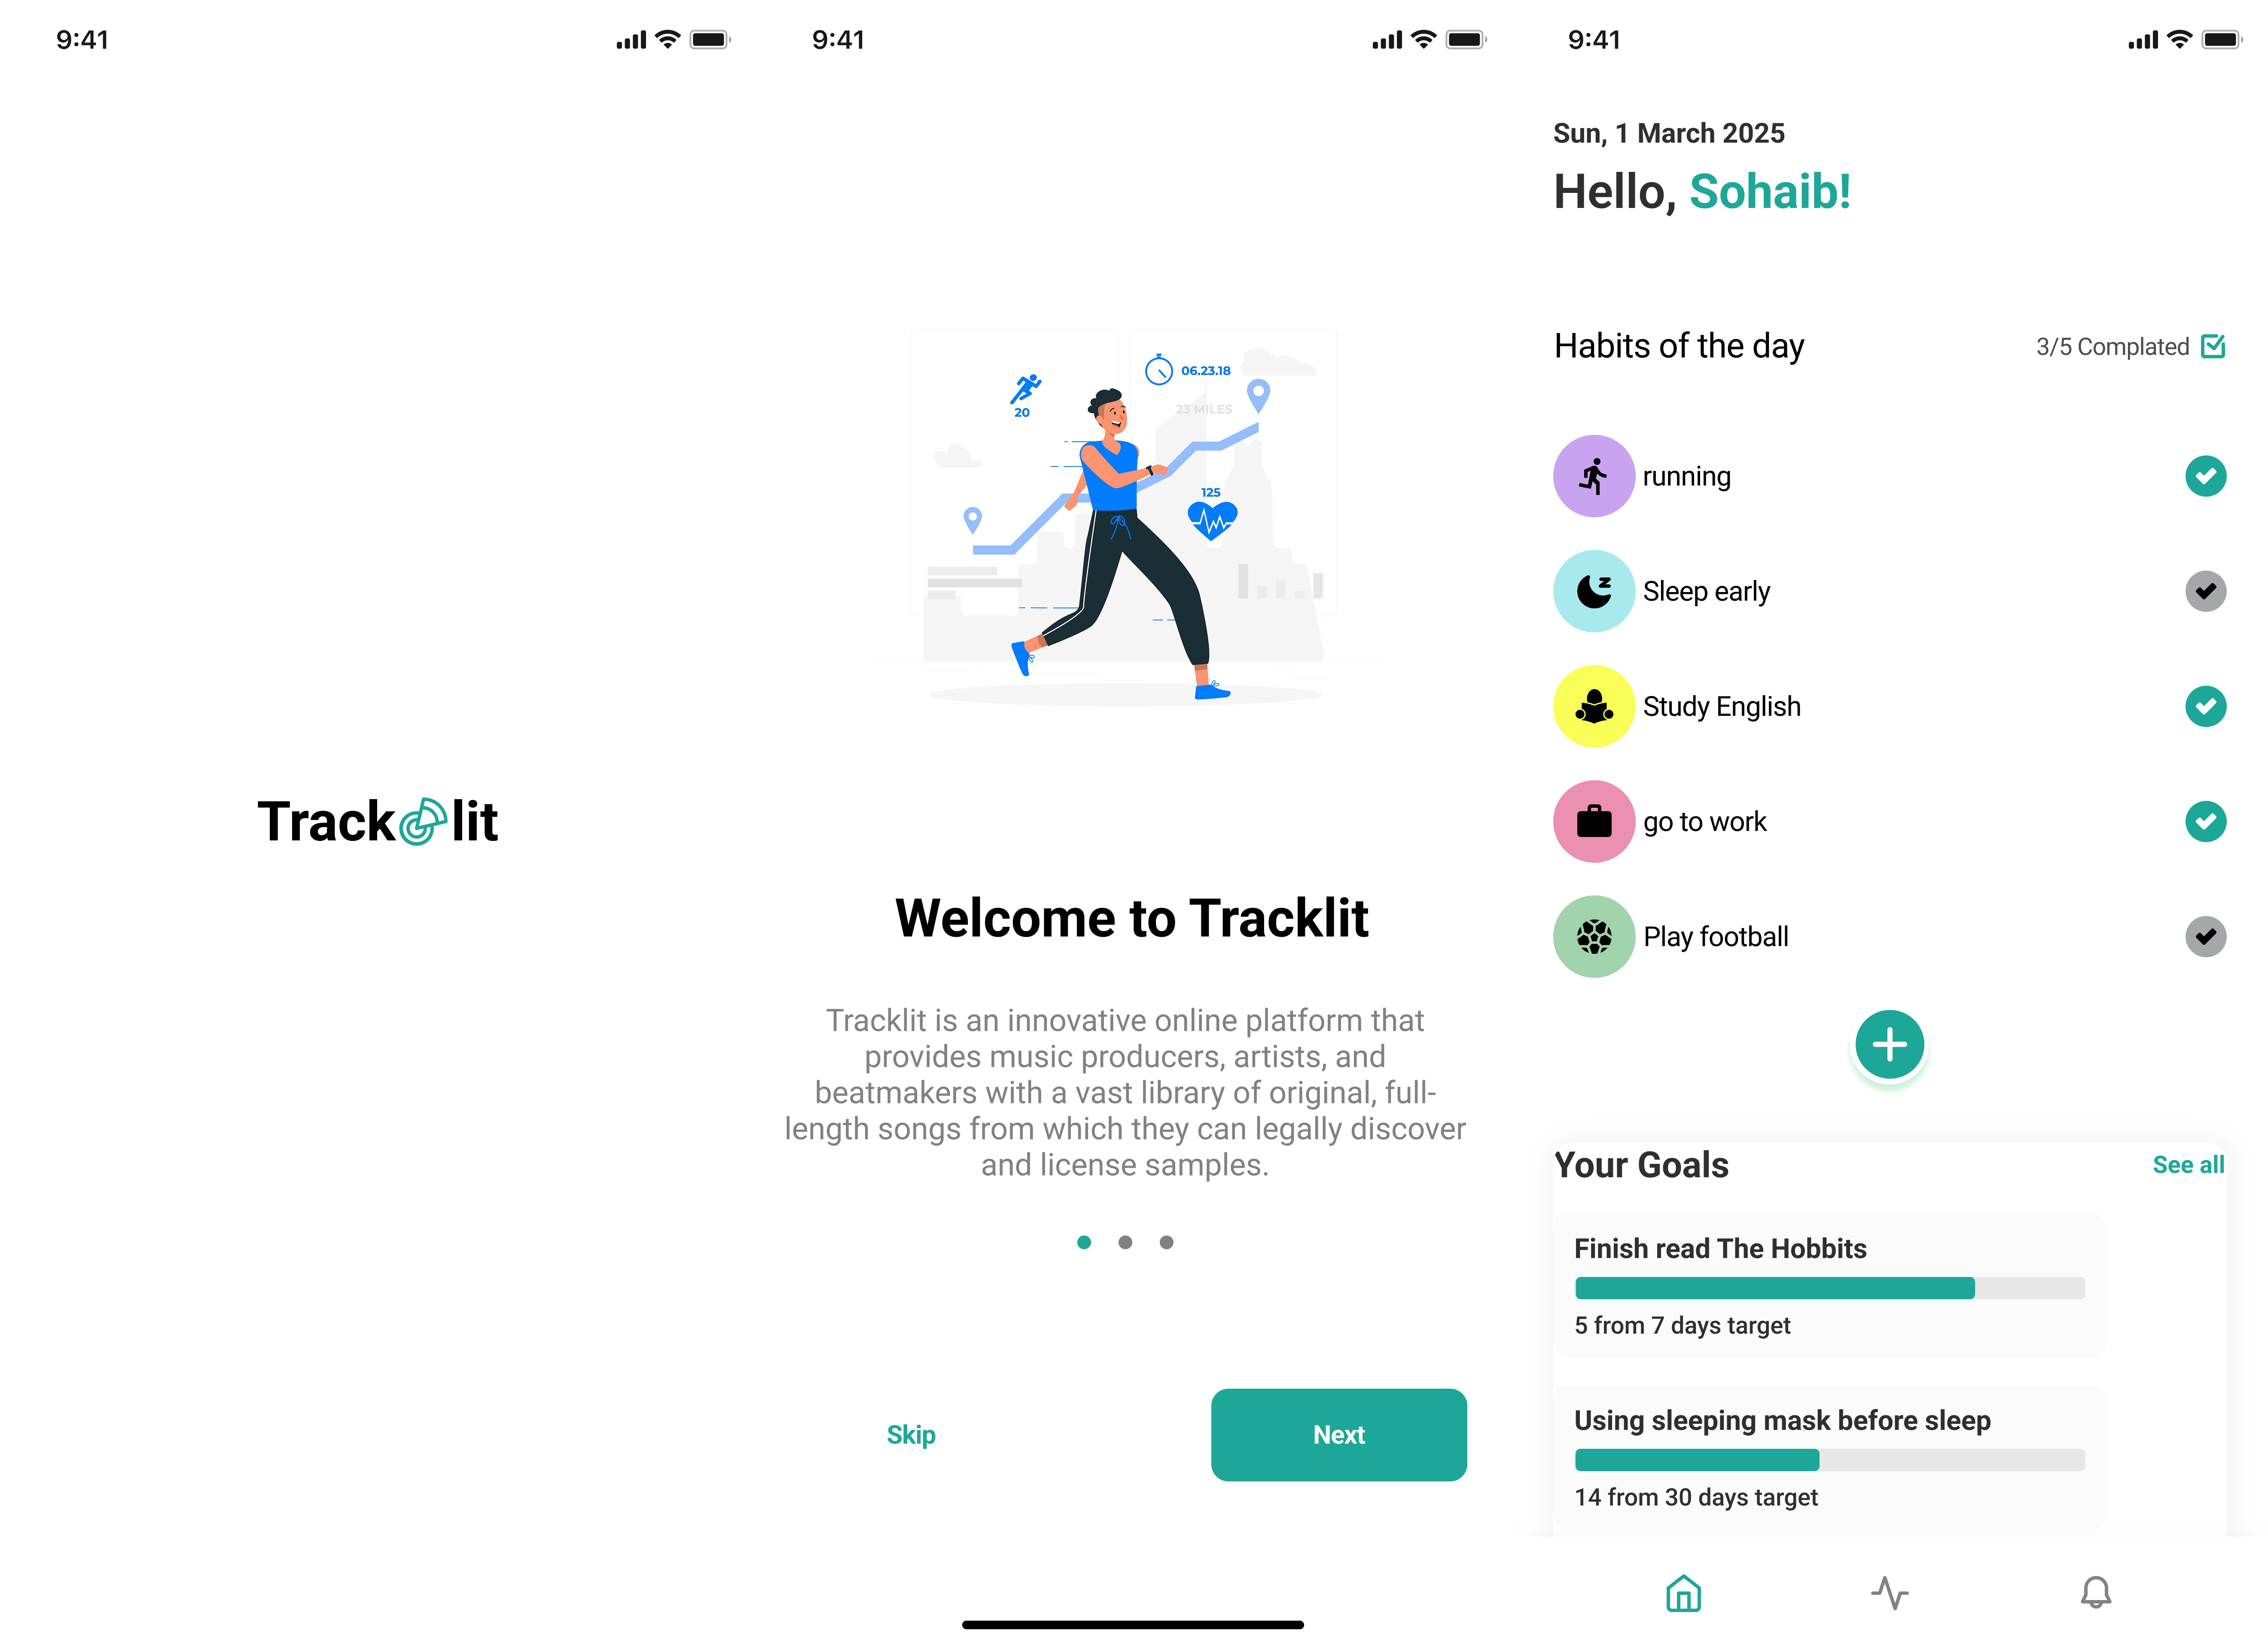 9:41
Tracklit
9:41
20
06.23.18
23 MILES
125
Welcome to Tracklit
Tracklit is an innovative online platform that
provides music producers, artists, and
beatmakers with a vast library of original, full-
length songs from which they can legally discover
and license samples.
Skip
Next
9:41
Sun, 1 March 2025
Hello, Sohaib!
Habits of the day
3/5 Complated
running
Sleep early
Study English
go to work
Play football
Your Goals
See all
Finish read The Hobbits
5 from 7 days target
Using sleeping mask before sleep
14 from 30 days target